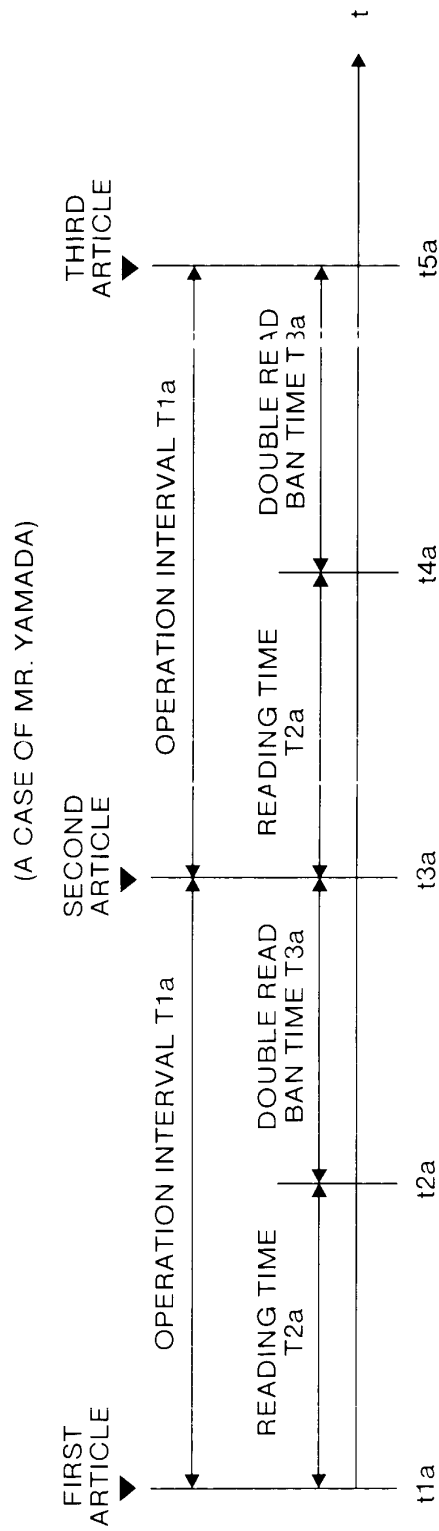 (A CASE OF MR. YAMADA)
FIRST
ARTICLE
SECOND
ARTICLE
THIRD
ARTICLE
OPERATION INTERVAL T1a
OPERATION INTERVAL T1a
READING TIME
T2a
DOUBLE READ
BAN TIME T3a
READING TIME
T2a
DOUBLE READ
BAN TIME T3a
t
t1a
t2a
t3a
t4a
t5a